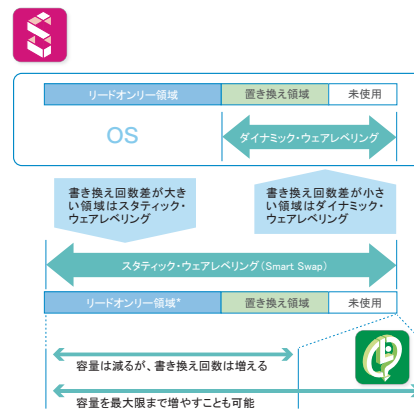 リードオンリー領域
置き換え領域
未使用
OS
ダイナミック・ウェアレベリング
書き換え回数差が大き
い領域はスタティック・
ウェアレベリング
書き換え回数差が小さ
い領域はダイナミック・
ウェアレベリング
スタティック・ウェアレベリング(Smart Swap)
リードオンリー領域*
置き換え領域
未使用
容量は減るが、書き換え回数は増える
容量を最大限まで増やすことも可能